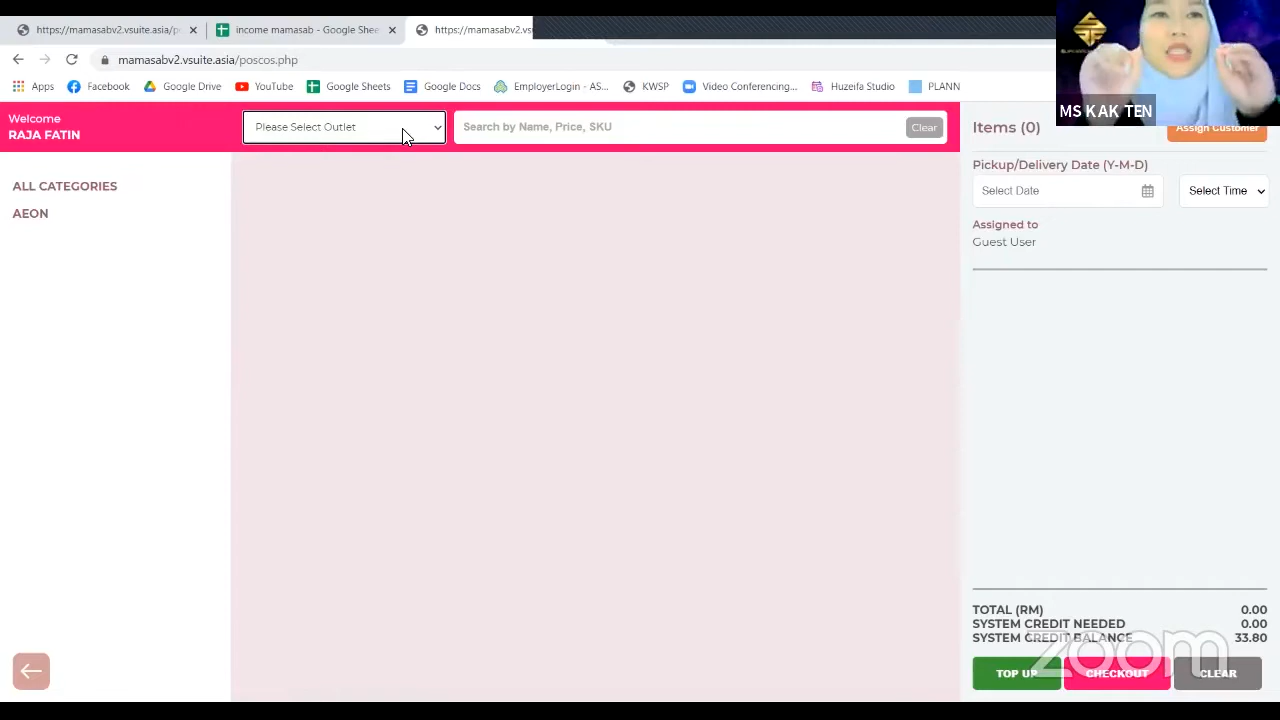 https://mamasabv2.vsuite.asia/p
income mamasab - Google Shee
https://mamasabv2.vs
mamasabv2.vsuite.asia/poscos.php
Apps
Facebook
Google Drive
YouTube
Google Sheets
Google Docs
EmployerLogin - AS...
KWSP
Video Conferencing...
Huzeifa Studio
PLANN
MS KAK TEN
Welcome
RAJA FATIN
Please Select Outlet
Search by Name, Price, SKU
Clear
Items (0)
Assign Customer
ALL CATEGORIES
AEON
Pickup/Delivery Date (Y-M-D)
Select Date
Select Time
Assigned to
Guest User
TOTAL (RM) 0.00
SYSTEM CREDIT NEEDED 0.00
SYSTEM CREDIT BALANCE 33.80
zoom
TOP UP
CHECKOUT
CLEAR